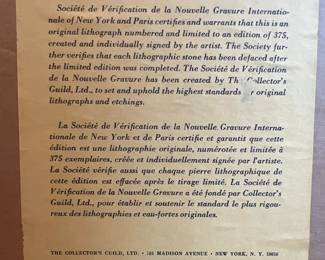 Société de Vérification de la Nouvelle Gravure Internatio-
nale of New York and Paris certifies and warrants that this is an
original lithograph numbered and limited to an edition of 375,
created and individually signed by the artist. The Society fur-
ther verifies that each lithographic stone has been defaced after
the limited edition was completed. The Société de Vérification
de la Nouvelle Gravure has been created by The Collector's
Guild, Ltd., to set and uphold the highest standards of original
lithographs and etchings.
La Société de Vérification de la Nouvelle Gravure Interna-
tionale de New York et de Paris certifie et garantit que cette
édition est une lithographie originale, numérotée et limitée à
375 exemplaires, créée et individuellement signée par l'artiste.
La Société vérifie aussi que chaque pierre lithographique de
cette édition est effacée après le tirage limité. La Société de
Vérification de la Nouvelle Gravure a été fondé par Collector's
Guild, Ltd., pour établir et soutenir le standard le plus rigou-
reux des lithographies et eau-fortes originales.
THE COLLECTOR'S GUILD, LTD. • MADISON AVENUE • NEW YORK, N. Y.